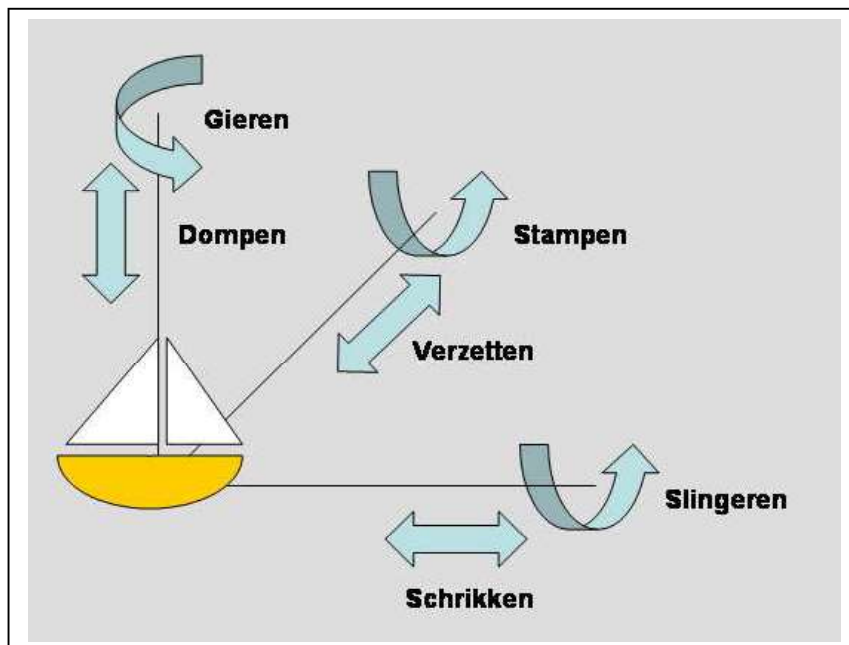 Gieren
Dompen
Stampen
Verzetten
Slingeren
Schrikken